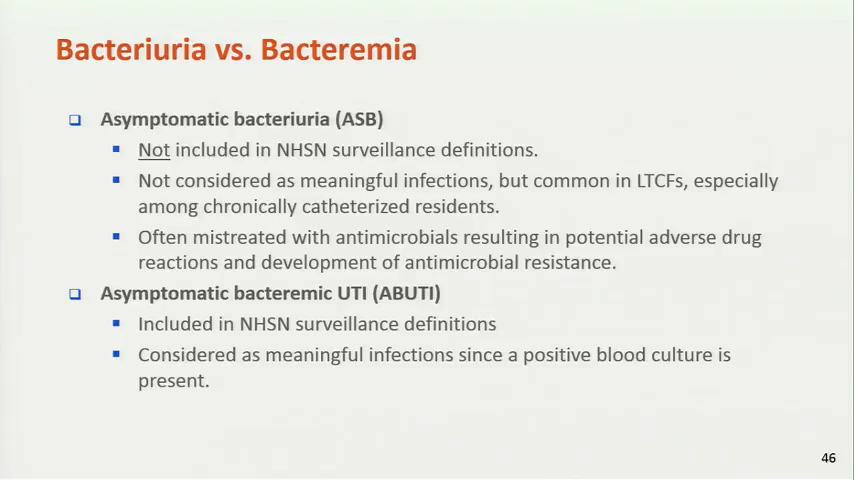 Bacteriuria vs. Bacteremia
Asymptomatic bacteriuria (ASB)
Not included in NHSN surveillance definitions.
Not considered as meaningful infections, but common in LTCFs, especially
among chronically catheterized residents.
Often mistreated with antimicrobials resulting in potential adverse drug
reactions and development of antimicrobial resistance.
Asymptomatic bacteremic UTI (ABUTI)
Included in NHSN surveillance definitions
Considered as meaningful infections since a positive blood culture is
present.
46